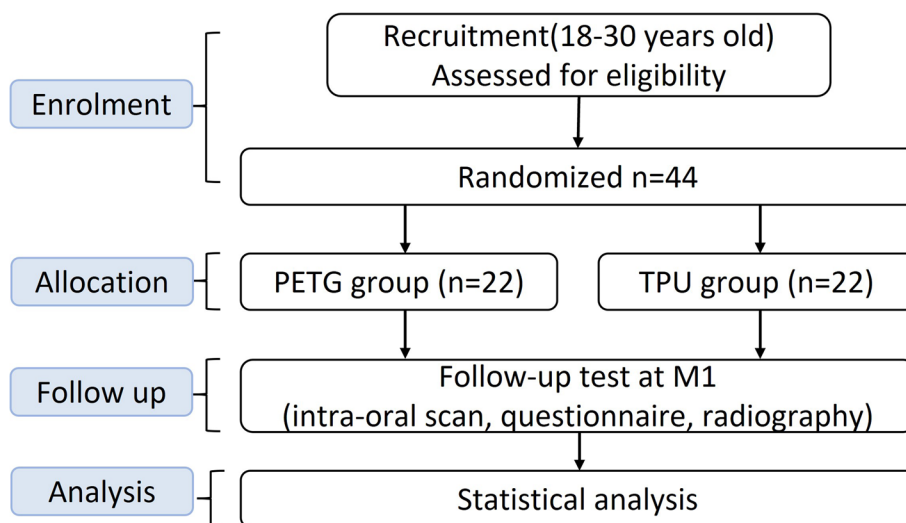 Enrolment
Recruitment(18-30 years old)
Assessed for eligibility
Randomized n=44
Allocation
PETG group (n=22)
TPU group (n=22)
Follow up
Follow-up test at M1
(intra-oral scan, questionnaire, radiography)
Analysis
Statistical analysis